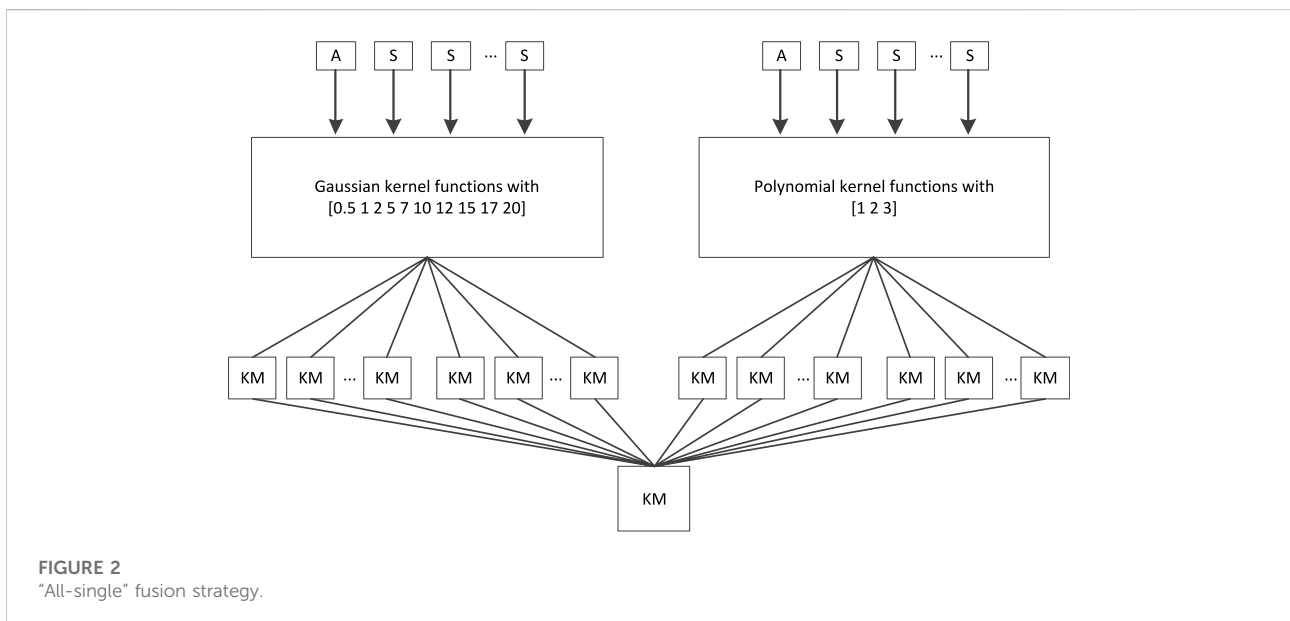 A S S ... S A S S ... S
Gaussian kernel functions with
[0.5 1 2 5 7 10 12 15 17 20]
Polynomial kernel functions with
[1 2 3]
KM KM ... KM KM KM ... KM KM KM ... KM KM KM ... KM
KM
FIGURE 2
"All-single" fusion strategy.